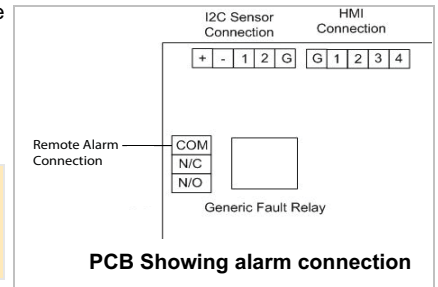 e
I2C Sensor
Connection
HMI
Connection
+ - 1 2 G
G 1 2 3 4
Remote Alarm
Connection
COM
N/C
N/O
Generic Fault Relay
PCB Showing alarm connection